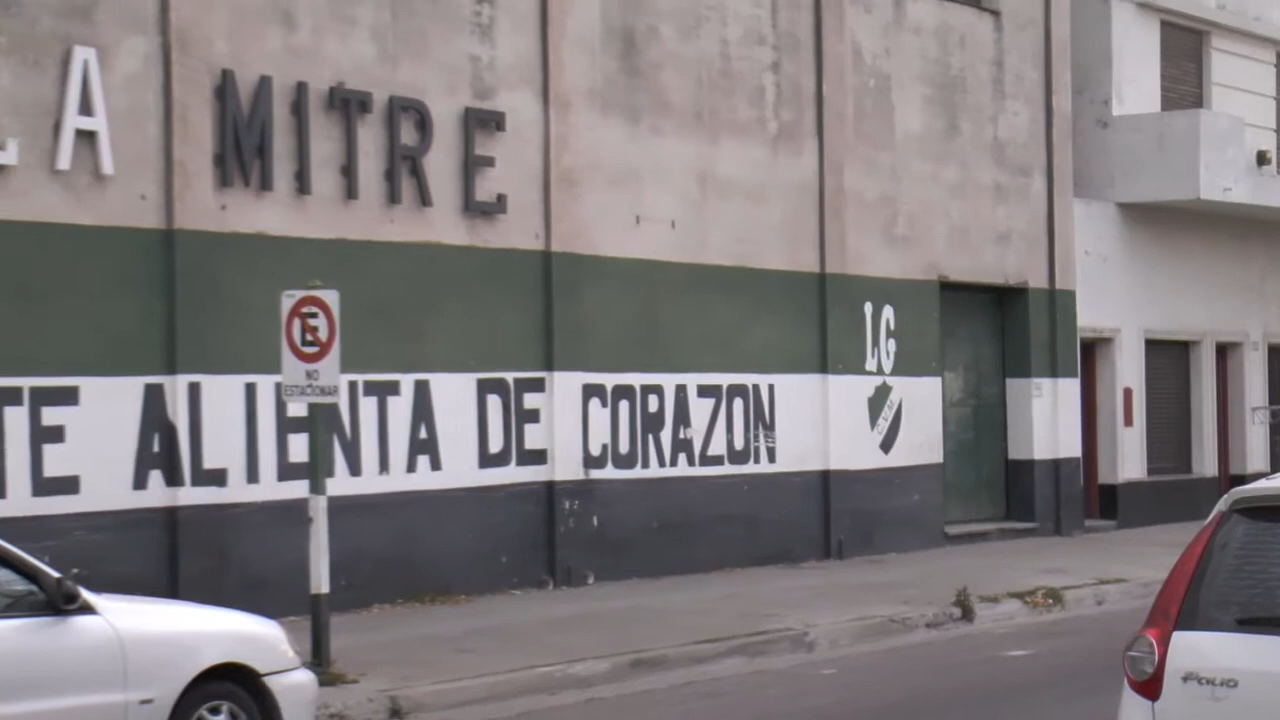 LA MITRE
E
NO
ESTACIONAR
TE ALIENTA DE CORAZON
LG
C.V.M.
Palio